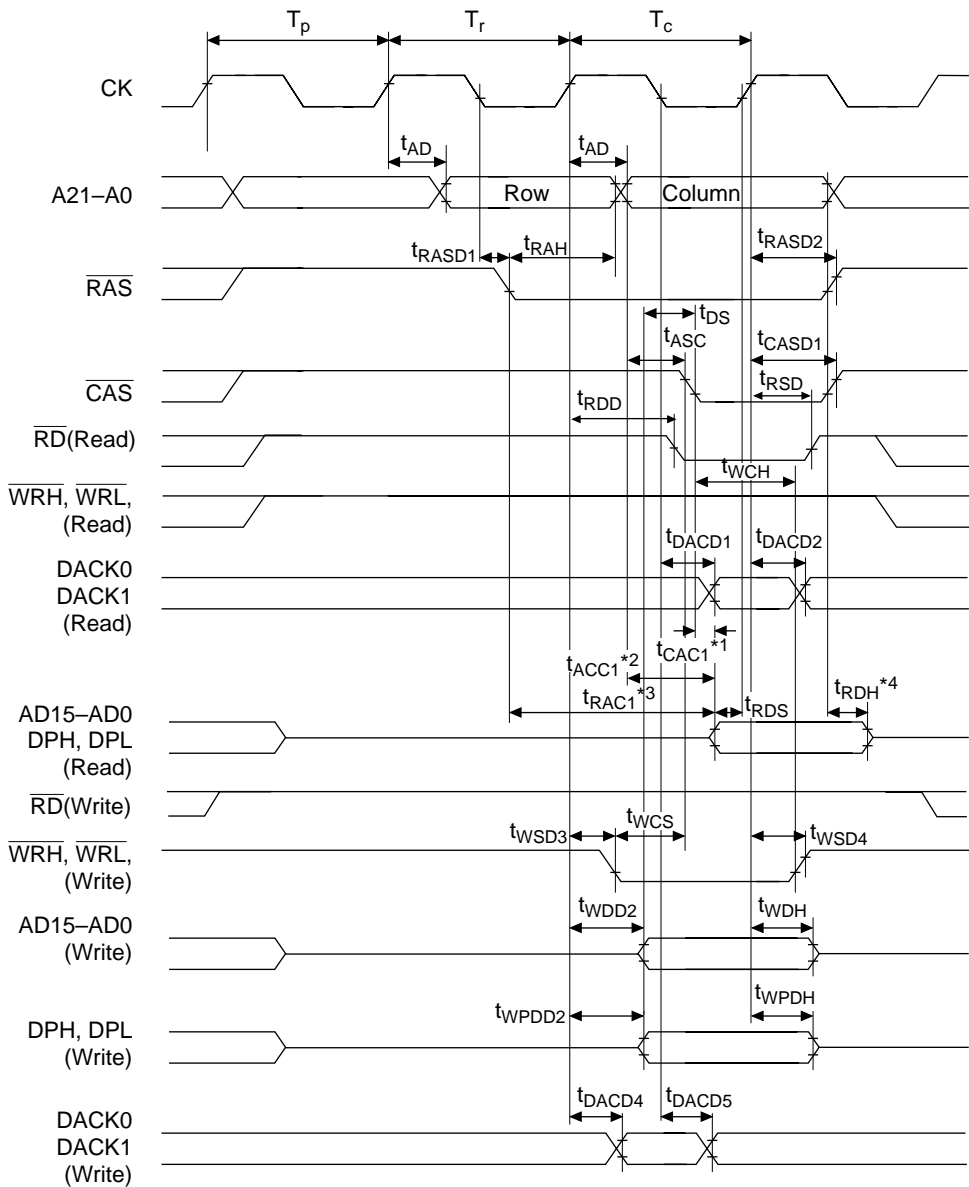 Tp Tr Tc
CK
tAD tAD
A21–A0 Row Column
tRASD1 tRAH tRASD2
RAS
tDS
tASC tCASD1
CAS
tRDD tRSD
RD(Read)
tWCH
WRH, WRL,
(Read)
tDACD1 tDACD2
DACK0
DACK1
(Read)
tCAC1*1
tACC1*2
tRAC1*3 tRDS tRDH*4
AD15–AD0
DPH, DPL
(Read)
RD(Write)
tWSD3 tWCS tWSD4
WRH, WRL,
(Write)
tWDD2 tWDH
AD15–AD0
(Write)
tWPDD2 tWPDH
DPH, DPL
(Write)
tDACD4 tDACD5
DACK0
DACK1
(Write)